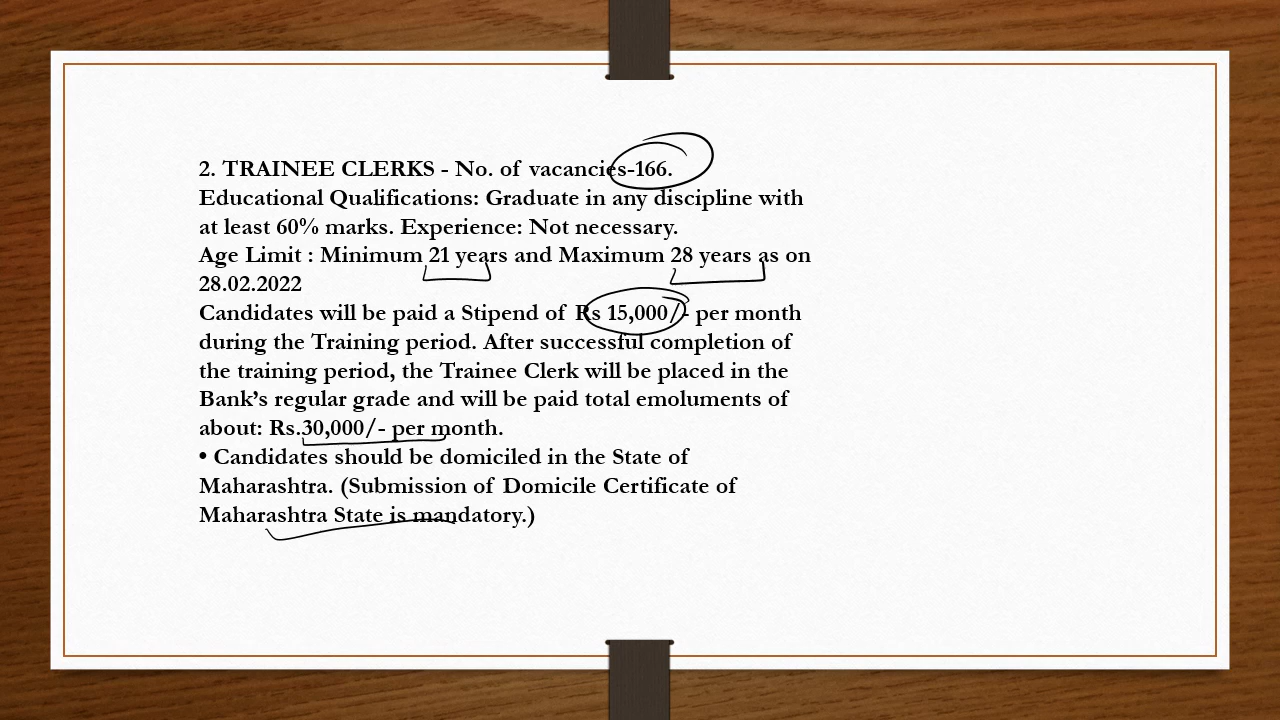 2. TRAINEE CLERKS - No. of vacancies-166.
Educational Qualifications: Graduate in any discipline with
at least 60% marks. Experience: Not necessary.
Age Limit : Minimum 21 years and Maximum 28 years as on
28.02.2022
Candidates will be paid a Stipend of Rs 15,000/- per month
during the Training period. After successful completion of
the training period, the Trainee Clerk will be placed in the
Bank’s regular grade and will be paid total emoluments of
about: Rs.30,000/- per month.
• Candidates should be domiciled in the State of
Maharashtra. (Submission of Domicile Certificate of
Maharashtra State is mandatory.)